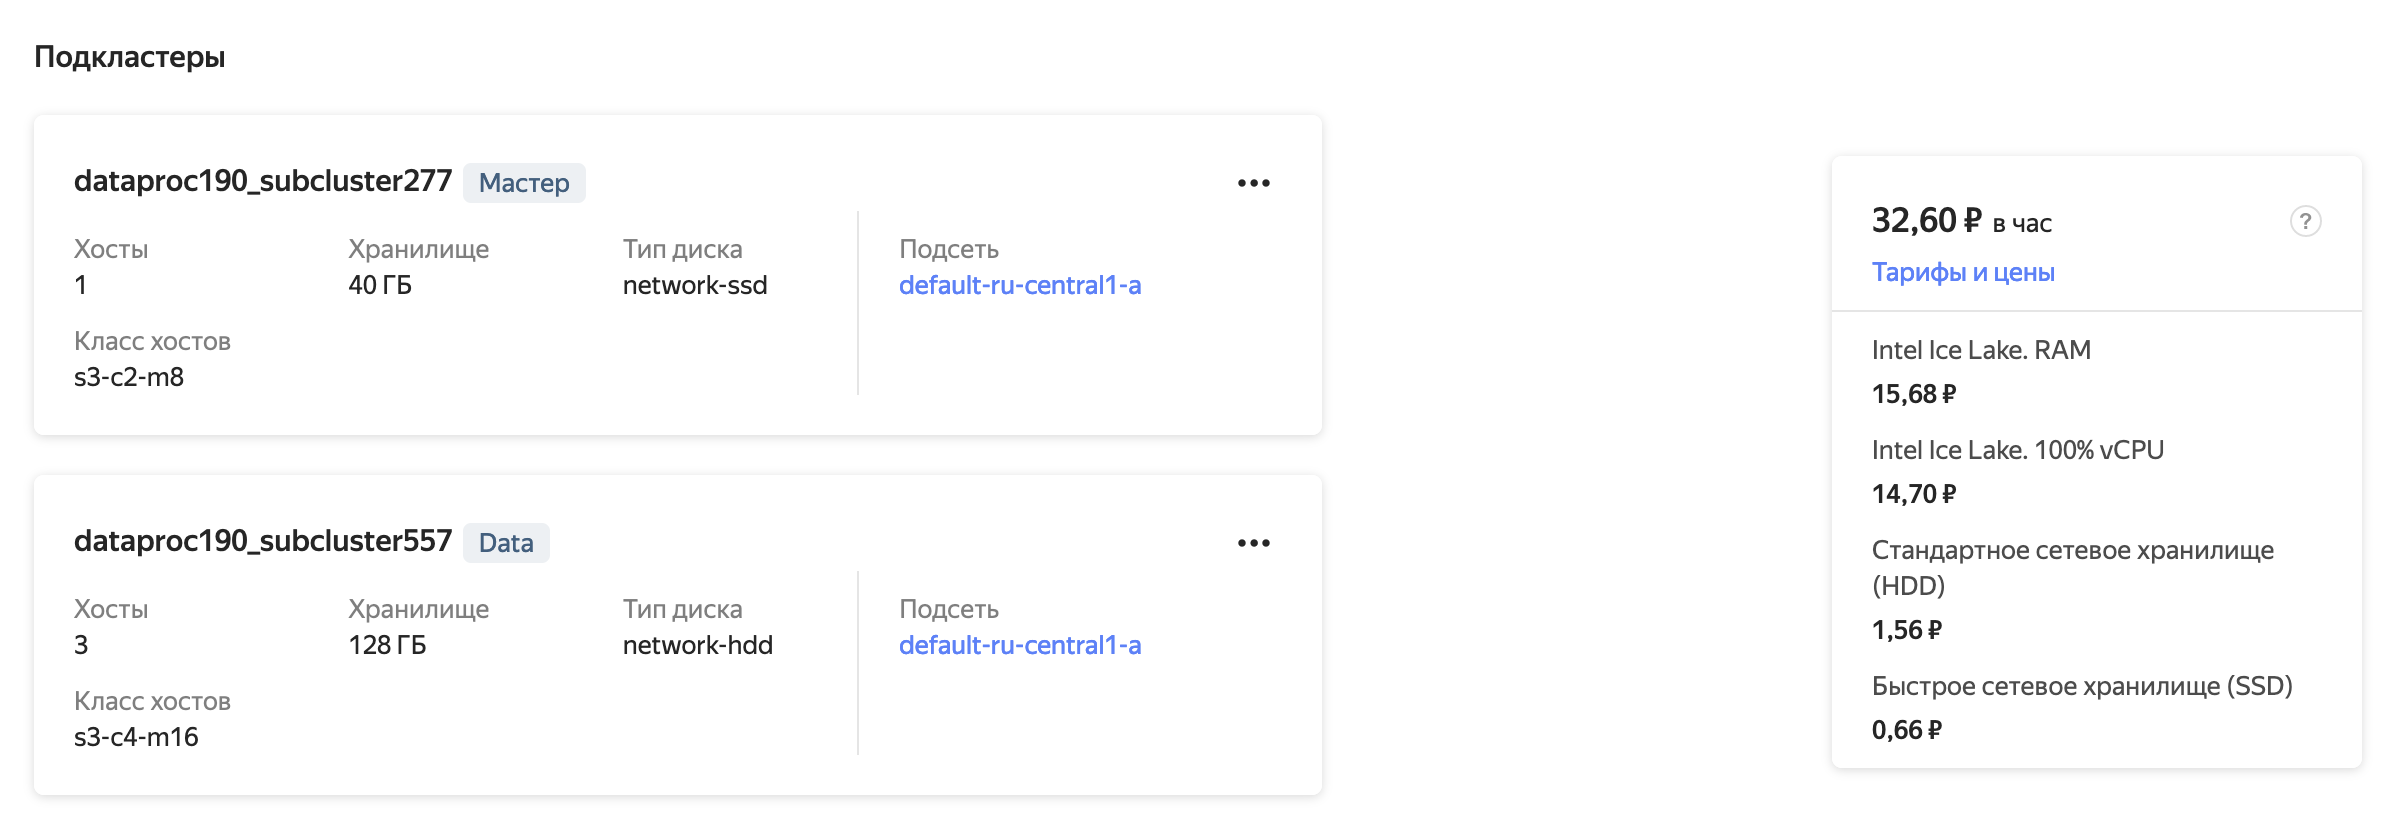 Подкластеры
dataproc190_subcluster277 Мастер
Хосты Хранилище Тип диска Подсеть
1 40 ГБ network-ssd default-ru-central1-a
Класс хостов
s3-c2-m8
dataproc190_subcluster557 Data
Хосты Хранилище Тип диска Подсеть
3 128 ГБ network-hdd default-ru-central1-a
Класс хостов
s3-c4-m16
32,60 ₽ в час ?
Тарифы и цены
Intel Ice Lake. RAM
15,68 ₽
Intel Ice Lake. 100% vCPU
14,70 ₽
Стандартное сетевое хранилище
(HDD)
1,56 ₽
Быстрое сетевое хранилище (SSD)
0,66 ₽